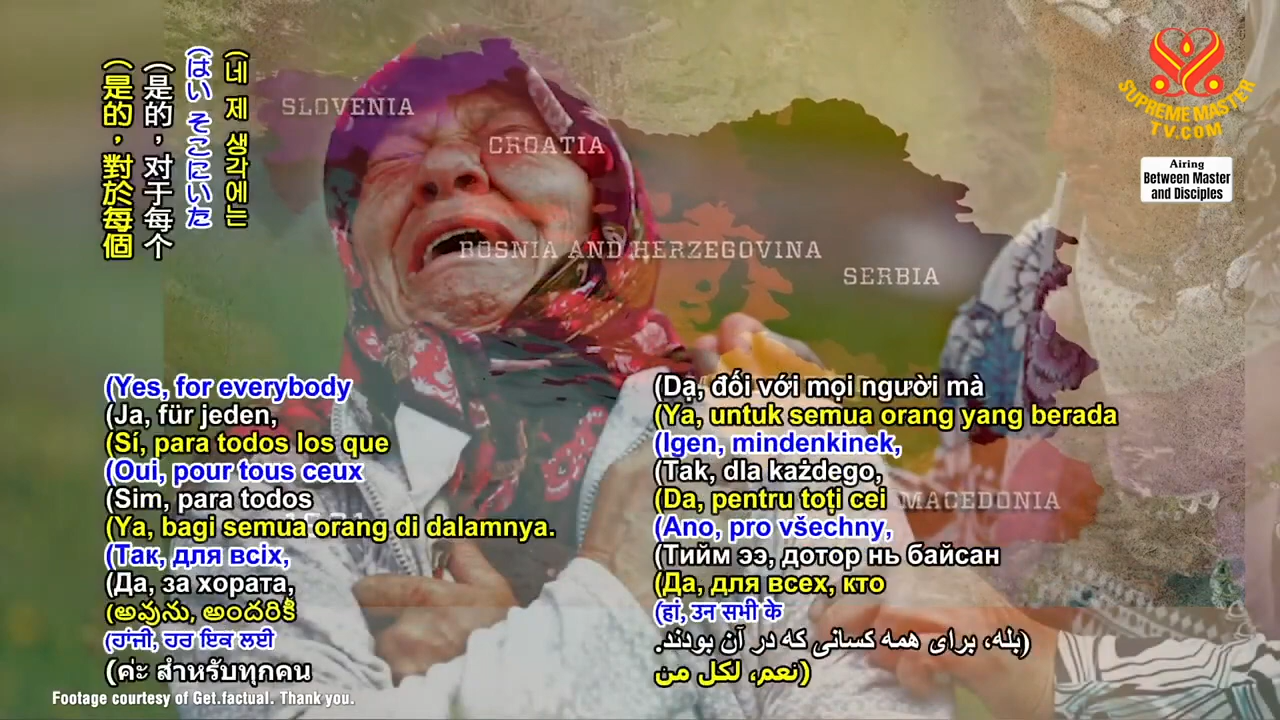 (네 제 생각에는
(はい そこにいた
(是的，对于每个
(是的，對於每個
SLOVENIA
CROATIA
BOSNIA AND HERZEGOVINA
SERBIA
MACEDONIA
SUPREME MASTER
TV.COM
Airing
Between Master
and Disciples
(Yes, for everybody
(Ja, für jeden,
(Sí, para todos los que
(Oui, pour tous ceux
(Sim, para todos
(Ya, bagi semua orang di dalamnya.
(Так, для всіх,
(Да, за хората,
(అవును, అందరికీ
(ਹਾਂਜੀ, ਹਰ ਇਕ ਲਈ
(ค่ะ สำหรับทุกคน
(Dạ, đối với mọi người mà
(Ya, untuk semua orang yang berada
(Igen, mindenkinek,
(Tak, dla każdego,
(Da, pentru toți cei
(Ano, pro všechny,
(Тийм ээ, дотор нь байсан
(Да, для всех, кто
(हां, उन सभी के
(بله، برای همه کسانی که در آن بودند.
(نعم، لكل من
Footage courtesy of Get.factual. Thank you.